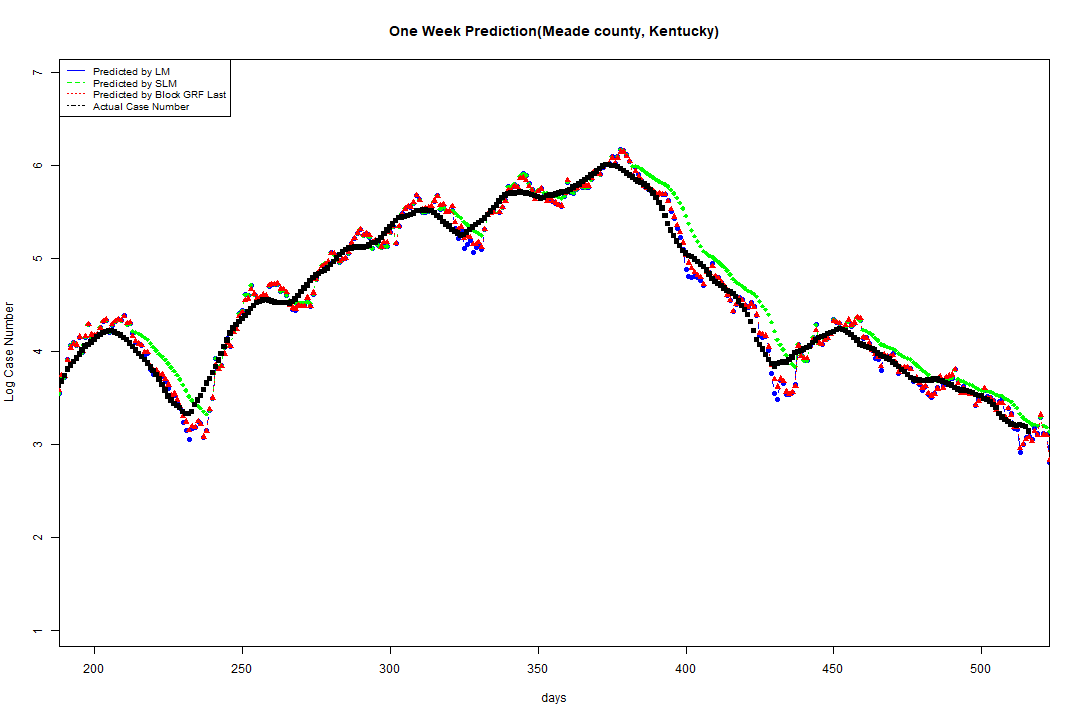 One Week Prediction(Meade county, Kentucky)
7
Predicted by LM
Predicted by SLM
Predicted by Block GRF Last
Actual Case Number
6
5
4
3
2
1
Log Case Number
200 250 300 350 400 450 500
days